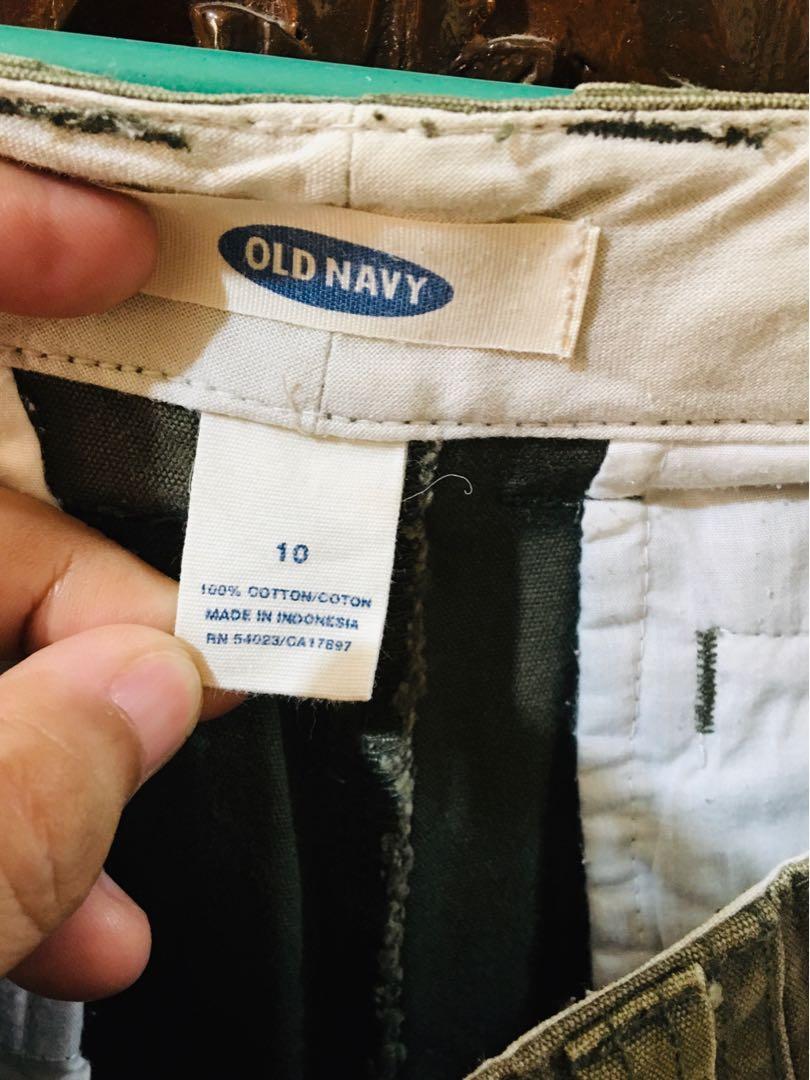 OLD NAVY
10
100% COTTON/COTON
MADE IN INDONESIA
RN 54023/CA17897